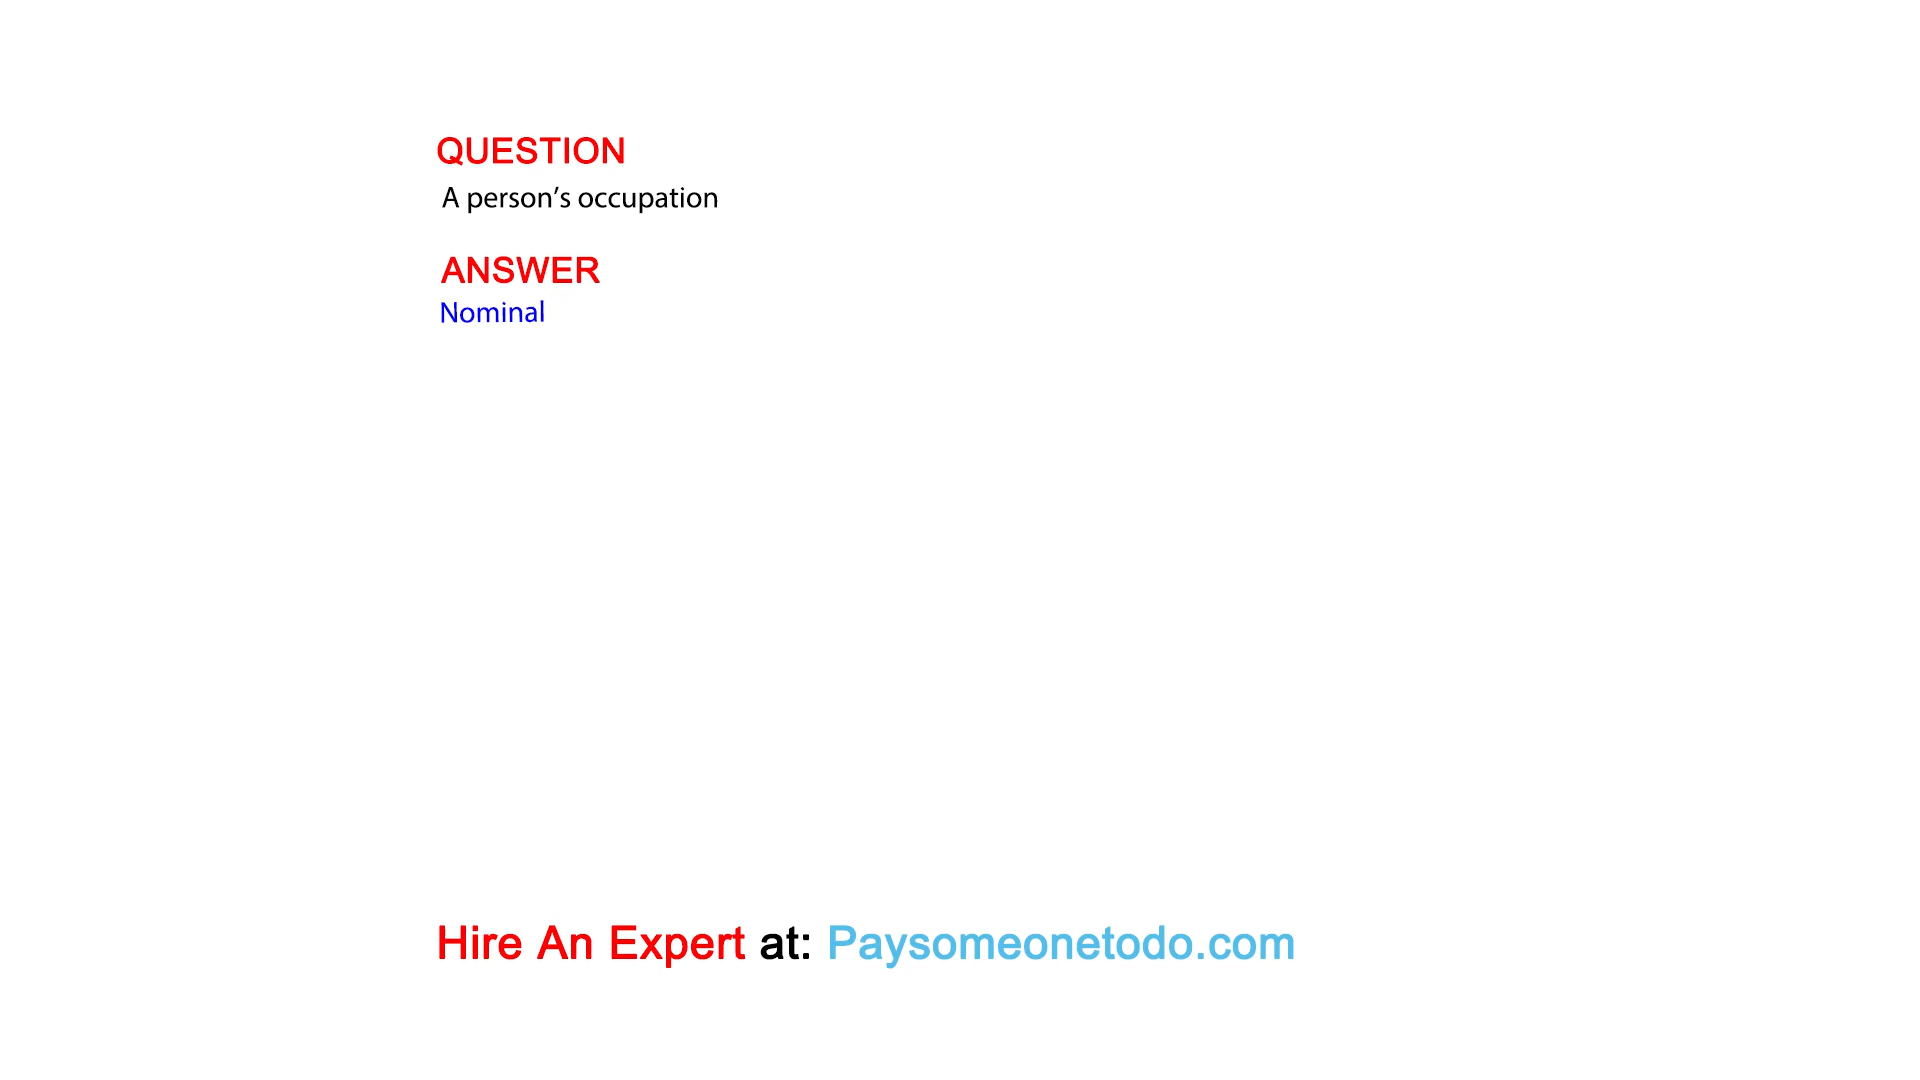 QUESTION
A person’s occupation
ANSWER
Nominal
Hire An Expert at: Paysomeonetodo.com